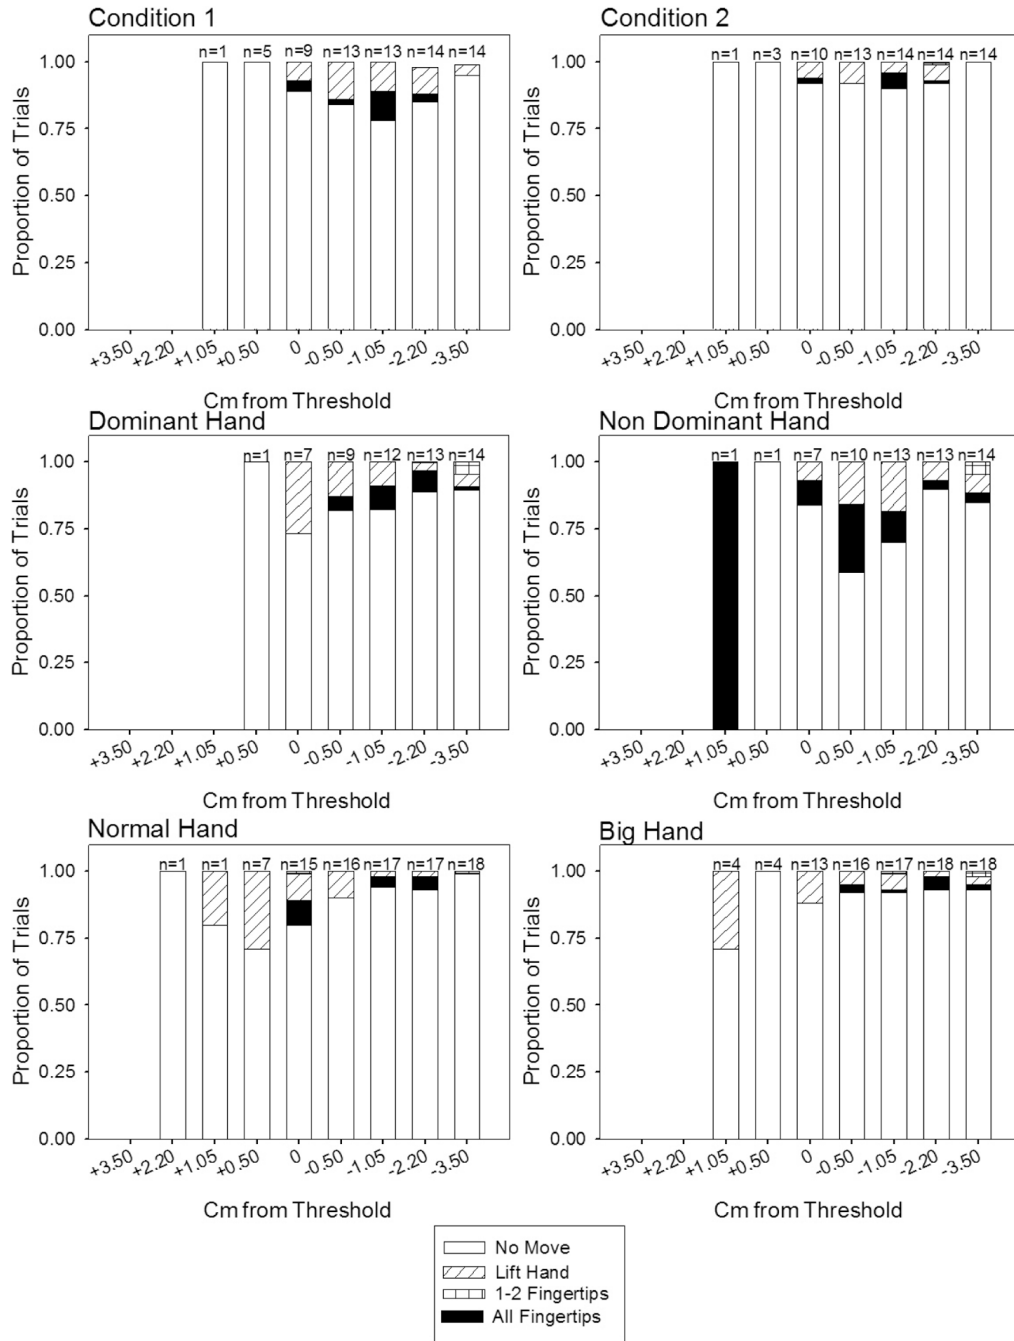 Condition 1
n=1 n=5 n=9 n=13 n=13 n=14 n=14
1.00
0.75
0.50
0.25
0.00
Proportion of Trials
+3.50 +2.20 +1.05 +0.50 0 -0.50 -1.05 -2.20 -3.50
Cm from Threshold
Condition 2
n=1 n=3 n=10 n=13 n=14 n=14 n=14
1.00
0.75
0.50
0.25
0.00
Proportion of Trials
+3.50 +2.20 +1.05 +0.50 0 -0.50 -1.05 -2.20 -3.50
Cm from Threshold
Dominant Hand
n=1 n=7 n=9 n=12 n=13 n=14
1.00
0.75
0.50
0.25
0.00
Proportion of Trials
+3.50 +2.20 +1.05 +0.50 0 -0.50 -1.05 -2.20 -3.50
Cm from Threshold
Non Dominant Hand
n=1 n=1 n=7 n=10 n=13 n=13 n=14
1.00
0.75
0.50
0.25
0.00
Proportion of Trials
+3.50 +2.20 +1.05 +0.50 0 -0.50 -1.05 -2.20 -3.50
Cm from Threshold
Normal Hand
n=1 n=1 n=7 n=15 n=16 n=17 n=17 n=18
1.00
0.75
0.50
0.25
0.00
Proportion of Trials
+3.50 +2.20 +1.05 +0.50 0 -0.50 -1.05 -2.20 -3.50
Cm from Threshold
Big Hand
n=4 n=4 n=13 n=16 n=17 n=18 n=18
1.00
0.75
0.50
0.25
0.00
Proportion of Trials
+3.50 +2.20 +1.05 +0.50 0 -0.50 -1.05 -2.20 -3.50
Cm from Threshold
No Move
Lift Hand
1-2 Fingertips
All Fingertips